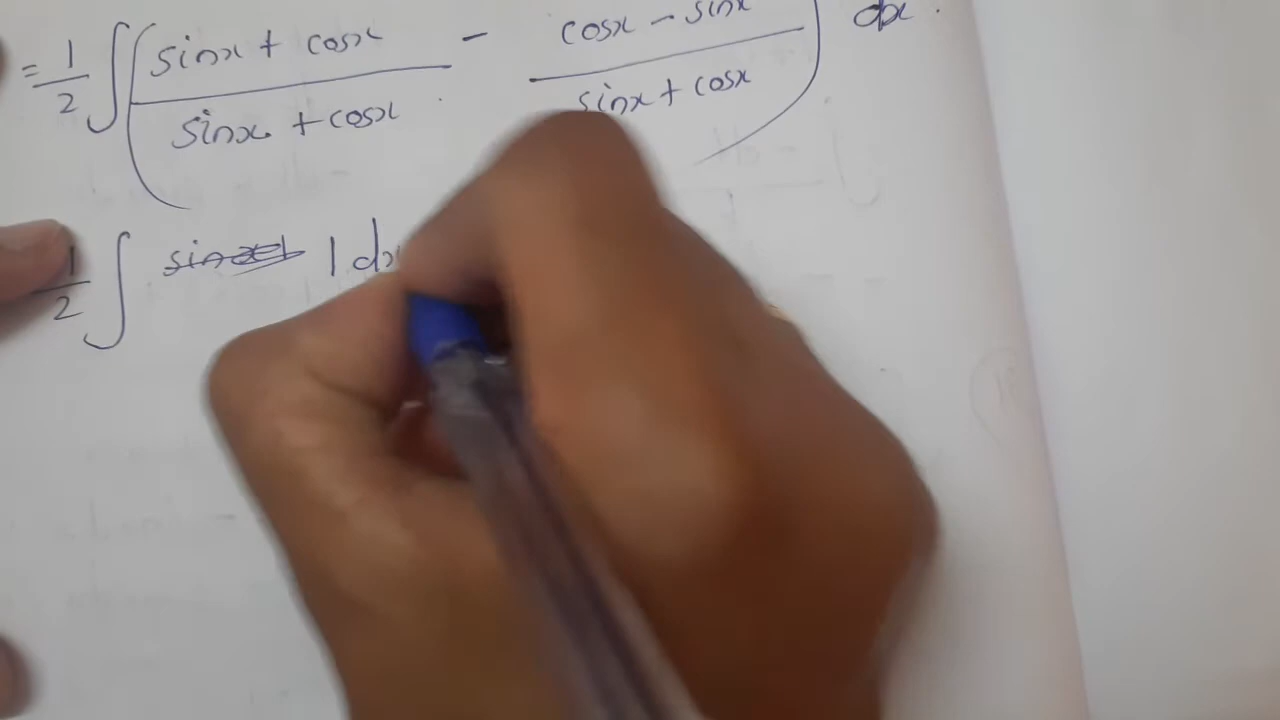 = 1/2 ∫ ( sinx + cosx / sinx + cosx - cosx - sinx / sinx + cosx ) dx .
1/2 ∫ 1 dx